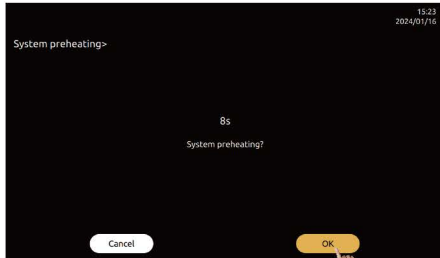 15:23
2024/01/16
System preheating>
8s
System preheating?
Cancel
OK